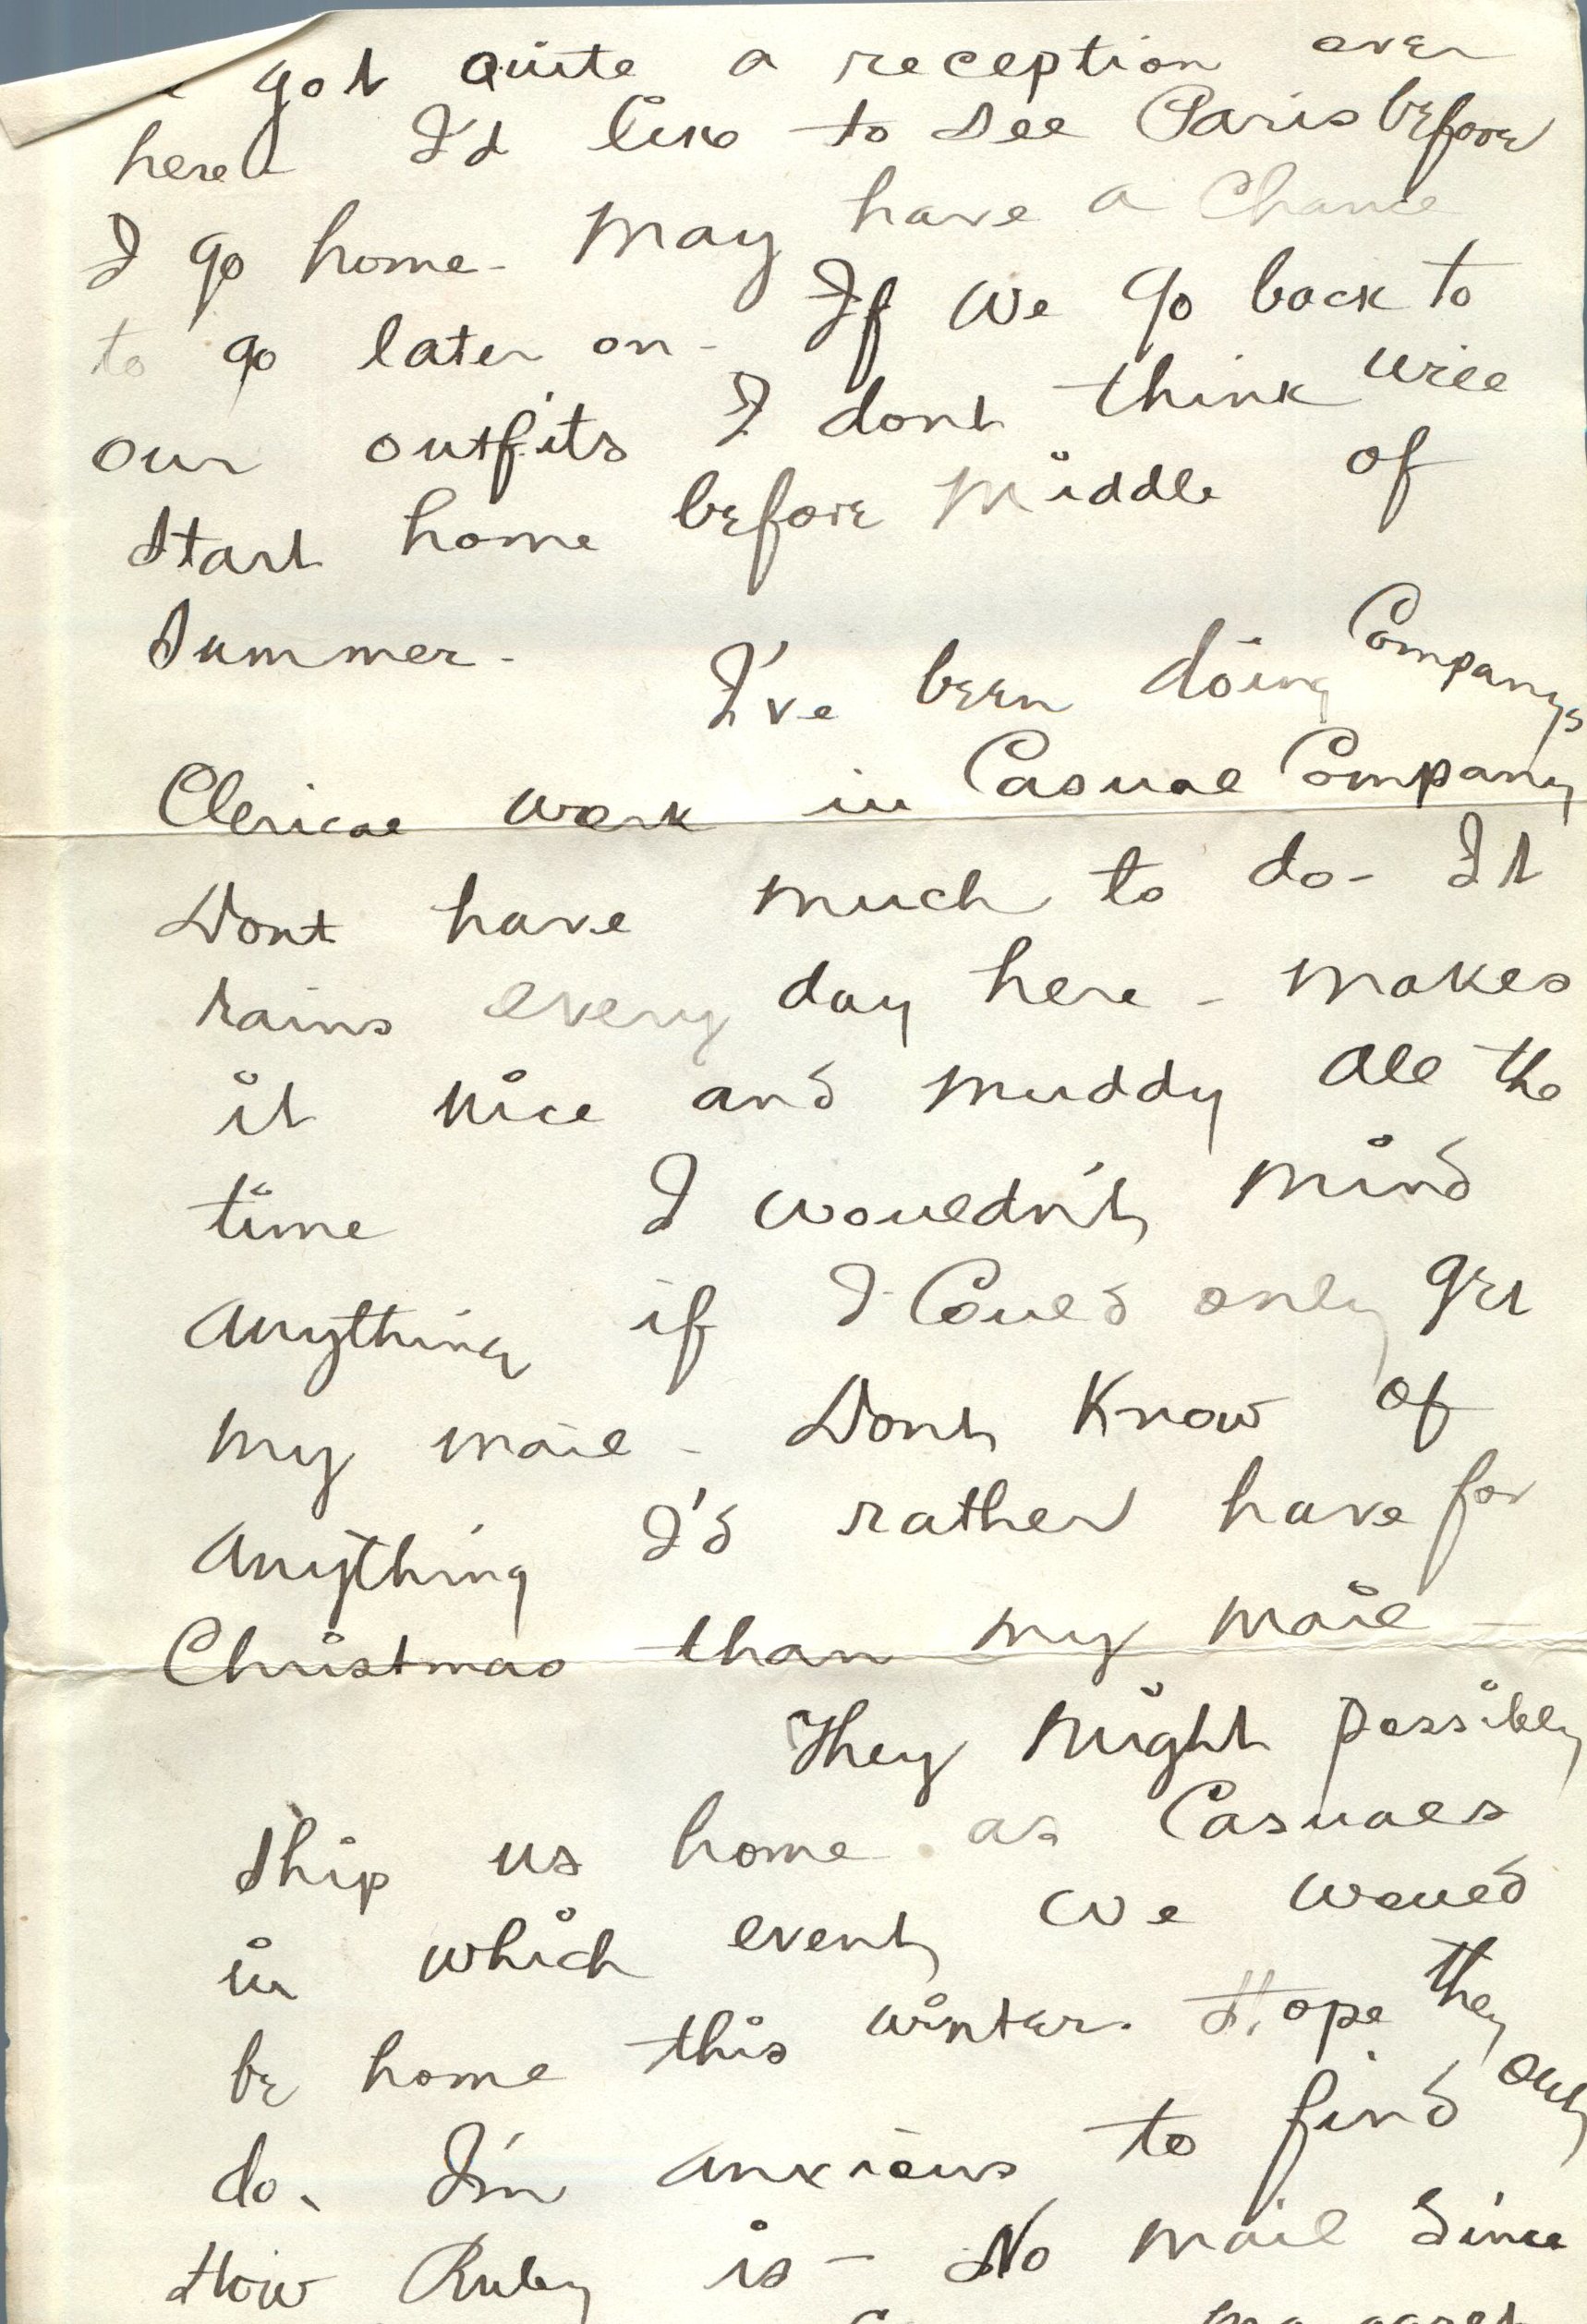 got quite a reception over
here I'd like to see Paris before
I go home- May have a Chance
to go later on- If we go back to
our outfits I dont think will
start home before middle of
Summer-
I've been doing Companys
Clerical work in Casual Company
Dont have much to do- It
rains every day here - makes
it nice and muddy all the
time I wouldn't mind
anything if I Could only get
my mail - Dont Know of
anything I'd rather have for
Christmas than my mail -
They might possibly
ship us home as Casuals
in which event we would
be home this winter. Hope they
do. I'm anxious to find out
How Ruby is - No mail Since